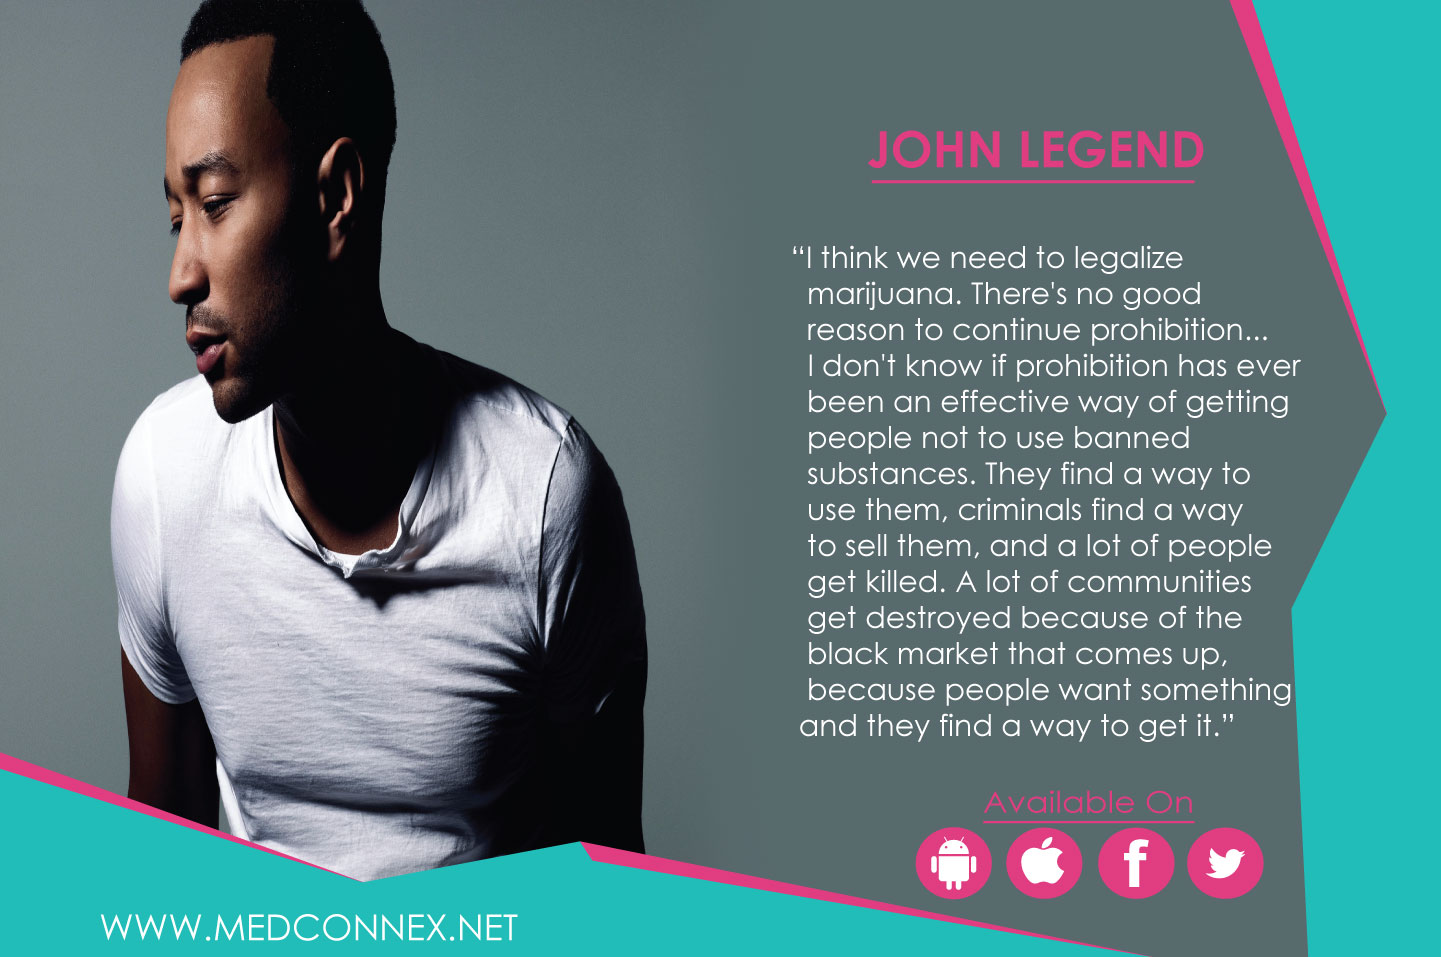 JOHN LEGEND
“I think we need to legalize
marijuana. There's no good
reason to continue prohibition...
I don't know if prohibition has ever
been an effective way of getting
people not to use banned
substances. They find a way to
use them, criminals find a way
to sell them, and a lot of people
get killed. A lot of communities
get destroyed because of the
black market that comes up,
because people want something
and they find a way to get it.”
Available On
f
WWW.MEDCONNEX.NET